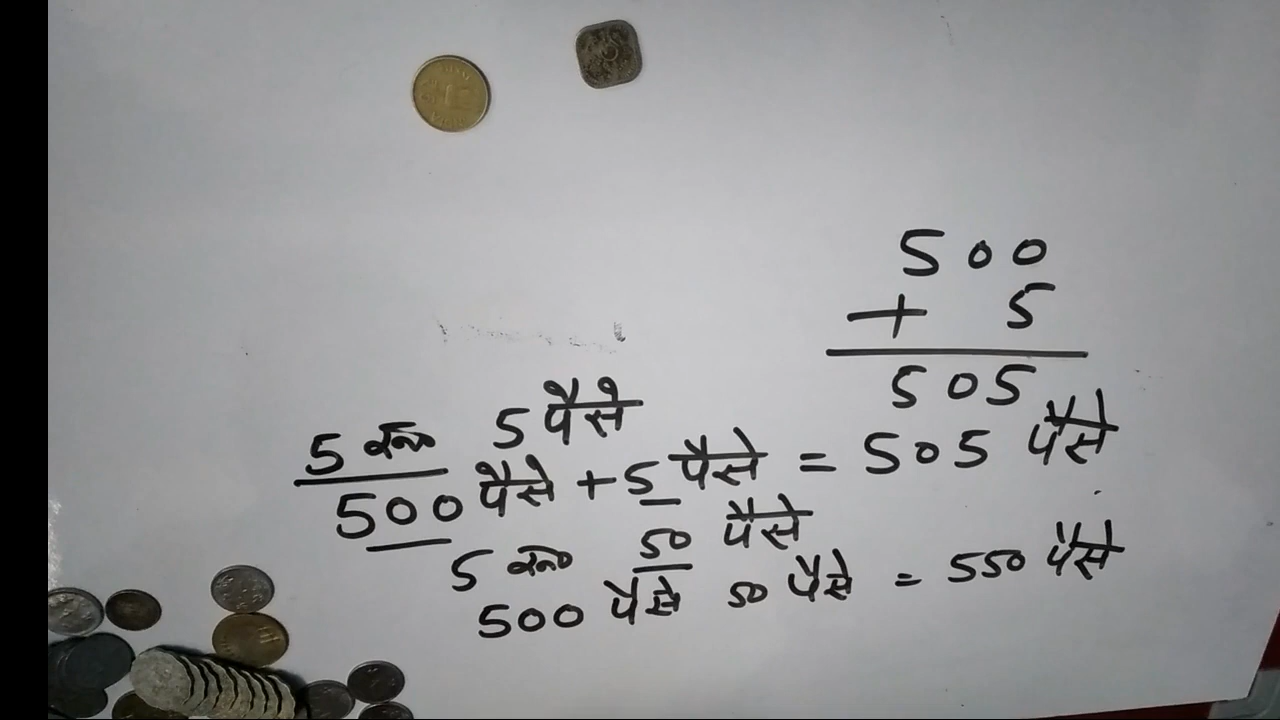 500
+ 5
505
5 रु० 5 पैसे
500 पैसे + 5 पैसे = 505 पैसे
5 रु० 50 पैसे
500 पैसे 50 पैसे = 550 पैसे